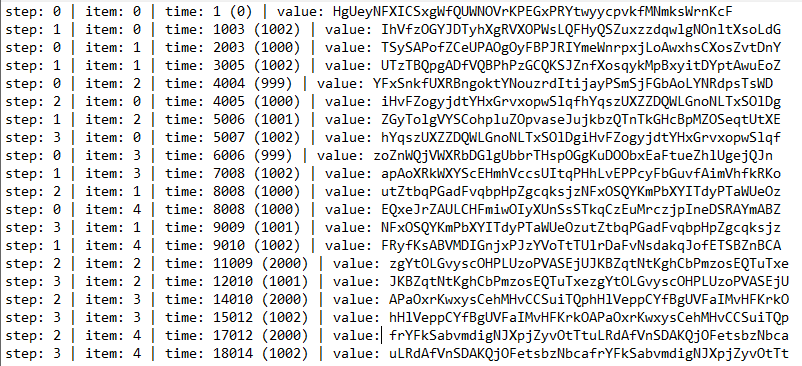 step: 0 | item: 0 | time: 1 (0) | value: HgUeyNFXICSxgWfQUWNOVrKPEGxPRYtwyycpvkfMNmksWrnKcF
step: 1 | item: 0 | time: 1003 (1002) | value: IhVfzOGYJDTyhXgRVXOPWsLQFHyQSZuxzzdqwlgNOnltXsoLdG
step: 0 | item: 1 | time: 2003 (1000) | value: TSySAPofZCeUPAOgOyFBPJRIYmeWnrpxjLoAwxhsCXosZvtDnY
step: 1 | item: 1 | time: 3005 (1002) | value: UTzTBQpgADfVQBPhPzGCQKSJZnfXosqykMpBxyitDYptAwuEoZ
step: 0 | item: 2 | time: 4004 (999) | value: YFxSnkfUXRBngoktYNouzrdItijayPSmSjFGbAoLYNRdpsTsWD
step: 2 | item: 0 | time: 4005 (1000) | value: iHvFZogyjdtYHxGrvxopwSlqfhYqszUXZZDQWLGnoNLTxSOlDg
step: 1 | item: 2 | time: 5006 (1001) | value: ZGyTolgVYSCohpluZOpvaseJujkbzQTnTkGHcBpMZOSeqtUtXE
step: 3 | item: 0 | time: 5007 (1002) | value: hYqszUXZZDQWLGnoNLTxSOlDgiHvFZogyjdtYHxGrvxopwSlqf
step: 0 | item: 3 | time: 6006 (999) | value: zoZnWQjVWXRbDGlgUbbrTHspOGgKuDOObxEaFtueZhlUgejQJn
step: 1 | item: 3 | time: 7008 (1002) | value: apAoXRkWXYScEHmhVccsUItqPHhLvEPPcyFbGuvfAimVhfkRKo
step: 2 | item: 1 | time: 8008 (1000) | value: utZtbqPGadFvqbpHpZgcqksjzNFxOSQYKmPbXYITdyPTaWUeOz
step: 0 | item: 4 | time: 8008 (1000) | value: EQxeJrZAULCHFmiwOIyXUnSsSTkqCzEuMrczjpIneDSRAYmABZ
step: 3 | item: 1 | time: 9009 (1001) | value: NFxOSQYKmPbXYITdyPTaWUeOzutZtbqPGadFvqbpHpZgcqksjz
step: 1 | item: 4 | time: 9010 (1002) | value: FRyfKsABVMDIGnjxPJzYVoTtTUlrDaFvNsdakqJofETSBZnBCA
step: 2 | item: 2 | time: 11009 (2000) | value: zgYtOLGvyscOHPLUzoPVASEjUJKBZqtNtKghCbPmzosEQTuTxe
step: 3 | item: 2 | time: 12010 (1001) | value: JKBZqtNtKghCbPmzosEQTuTxezgYtOLGvyscOHPLUzoPVASEjU
step: 2 | item: 3 | time: 14010 (2000) | value: APaOxrKwxysCehMHvCCSuiTQphHlVeppCYfBgUVFaIMvHFKrkO
step: 3 | item: 3 | time: 15012 (1002) | value: hHlVeppCYfBgUVFaIMvHFKrkOAPaOxrKwxysCehMHvCCSuiTQp
step: 2 | item: 4 | time: 17012 (2000) | value: frYFkSabvmdigNJXpjZyvOtTtuLRdAfVnSDAKQjOFetsbzNbca
step: 3 | item: 4 | time: 18014 (1002) | value: uLRdAfVnSDAKQjOFetsbzNbcafrYFkSabvmdigNJXpjZyvOtTt